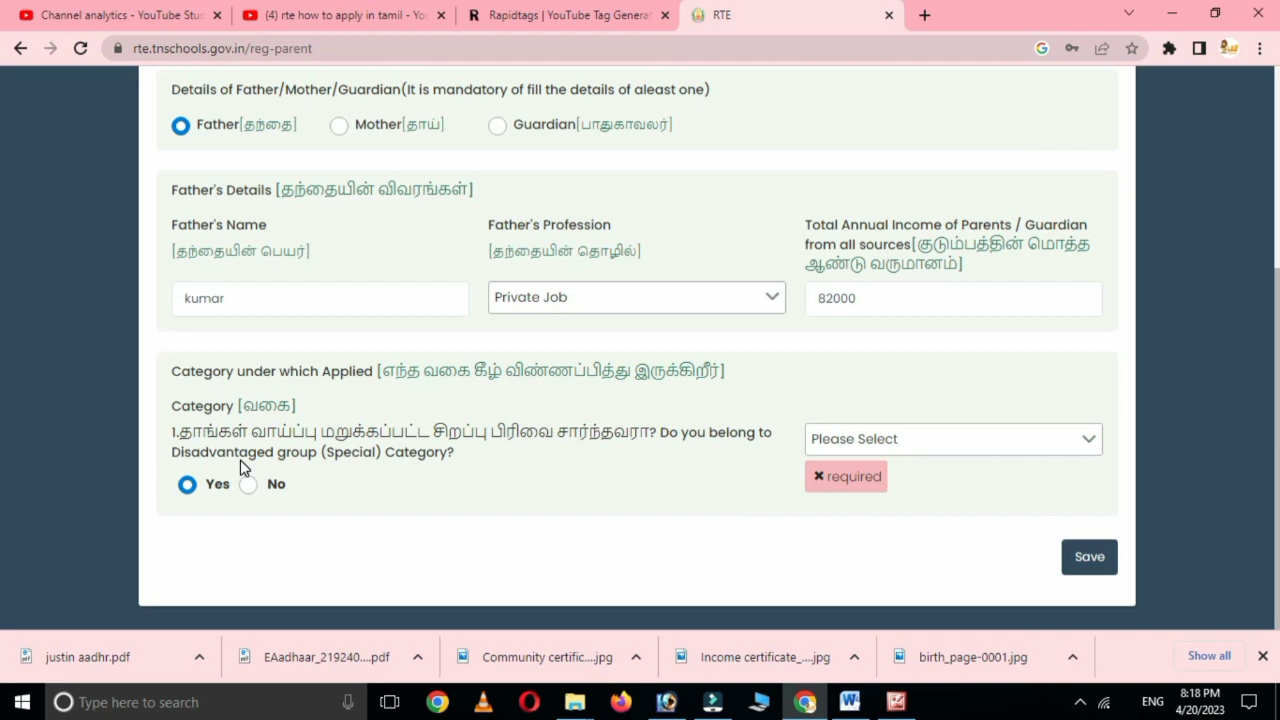 Channel analytics - YouTube Stud
(4) rte how to apply in tamil - Yo
Rapidtags | YouTube Tag Generat
RTE
rte.tnschools.gov.in/reg-parent
Details of Father/Mother/Guardian(It is mandatory of fill the details of aleast one)
Father[தந்தை]
Mother[தாய்]
Guardian[பாதுகாவலர்]
Father's Details [தந்தையின் விவரங்கள்]
Father's Name
[தந்தையின் பெயர்]
Father's Profession
[தந்தையின் தொழில்]
Total Annual Income of Parents / Guardian
from all sources[குடும்பத்தின் மொத்த
ஆண்டு வருமானம்]
kumar
Private Job
82000
Category under which Applied [எந்த வகை கீழ் விண்ணப்பித்து இருக்கிறீர்]
Category [வகை]
1.தாங்கள் வாய்ப்பு மறுக்கப்பட்ட சிறப்பு பிரிவை சார்ந்தவரா? Do you belong to
Disadvantaged group (Special) Category?
Please Select
✖ required
Yes
No
Save
justin aadhr.pdf
EAadhaar_219240....pdf
Community certific....jpg
Income certificate_....jpg
birth_page-0001.jpg
Show all
Type here to search
ENG
8:18 PM
4/20/2023